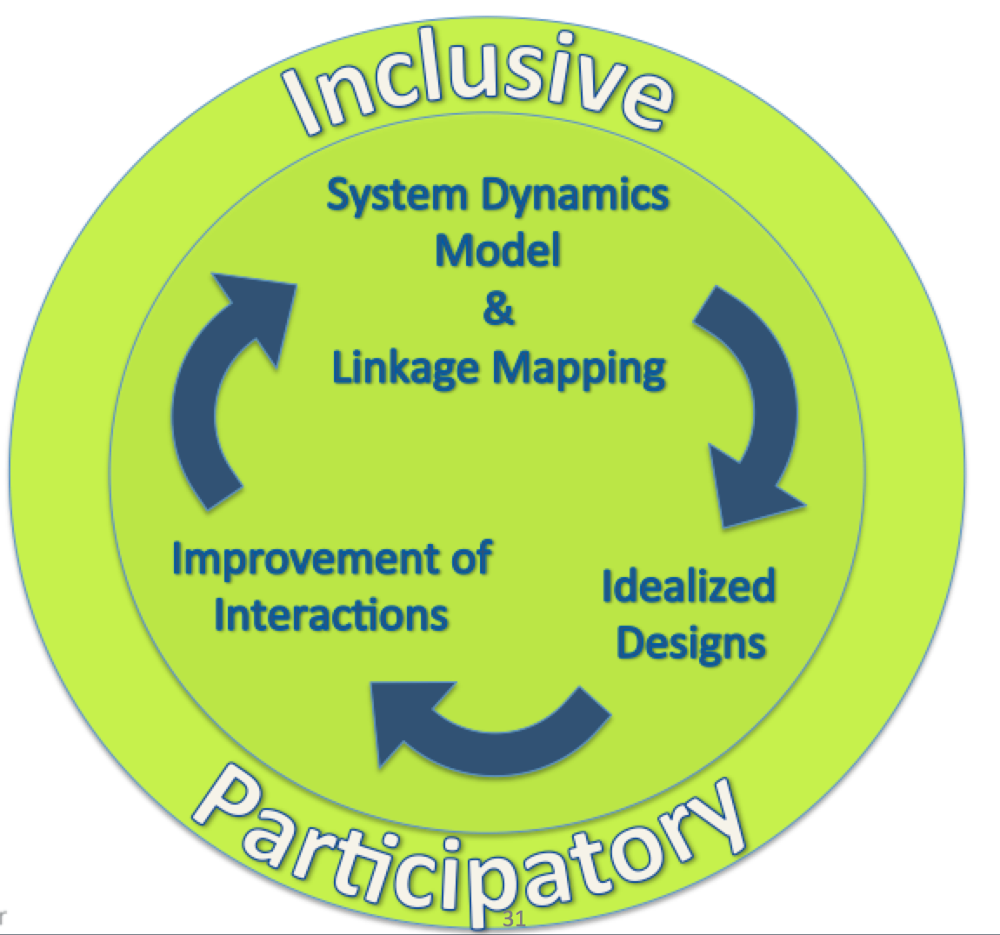 Inclusive
System Dynamics
Model
&
Linkage Mapping
Improvement of
Interactions
Idealized
Designs
Participatory
31